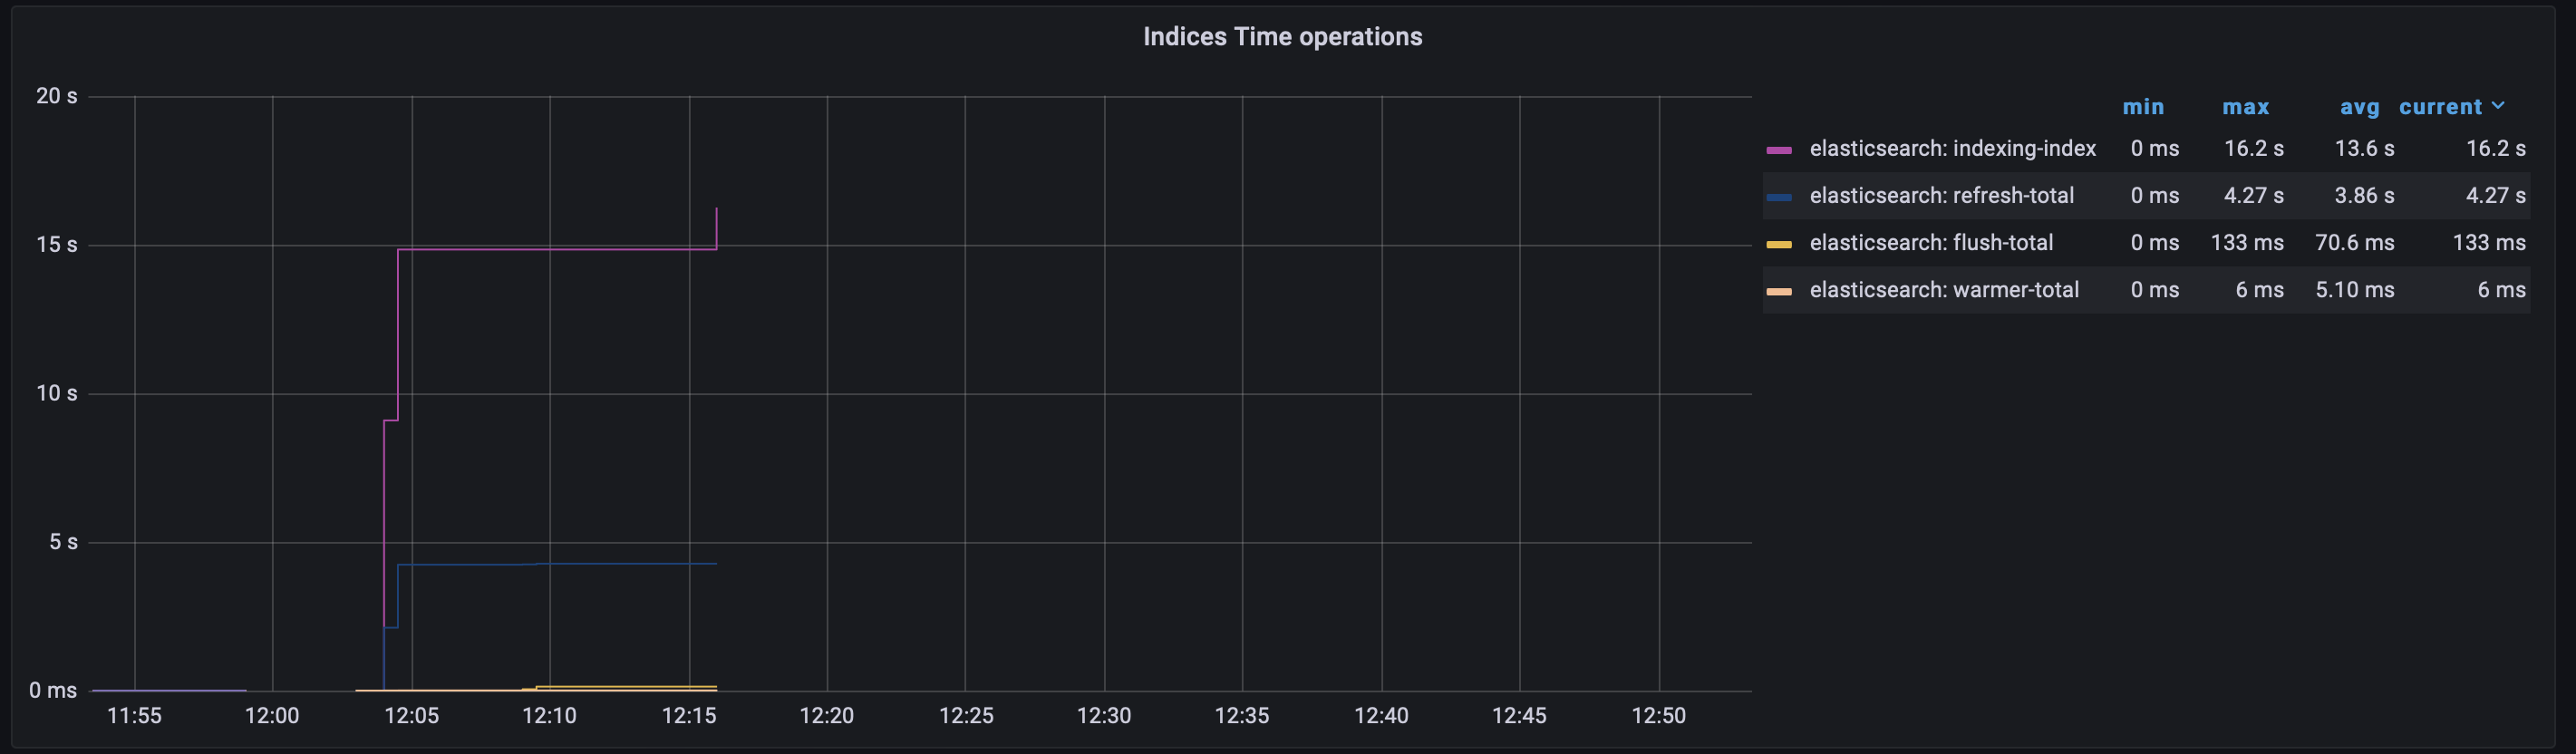 Indices Time operations
20 s
15 s
10 s
5 s
0 ms
11:55 12:00 12:05 12:10 12:15 12:20 12:25 12:30 12:35 12:40 12:45 12:50
min max avg current
elasticsearch: indexing-index 0 ms 16.2 s 13.6 s 16.2 s
elasticsearch: refresh-total 0 ms 4.27 s 3.86 s 4.27 s
elasticsearch: flush-total 0 ms 133 ms 70.6 ms 133 ms
elasticsearch: warmer-total 0 ms 6 ms 5.10 ms 6 ms